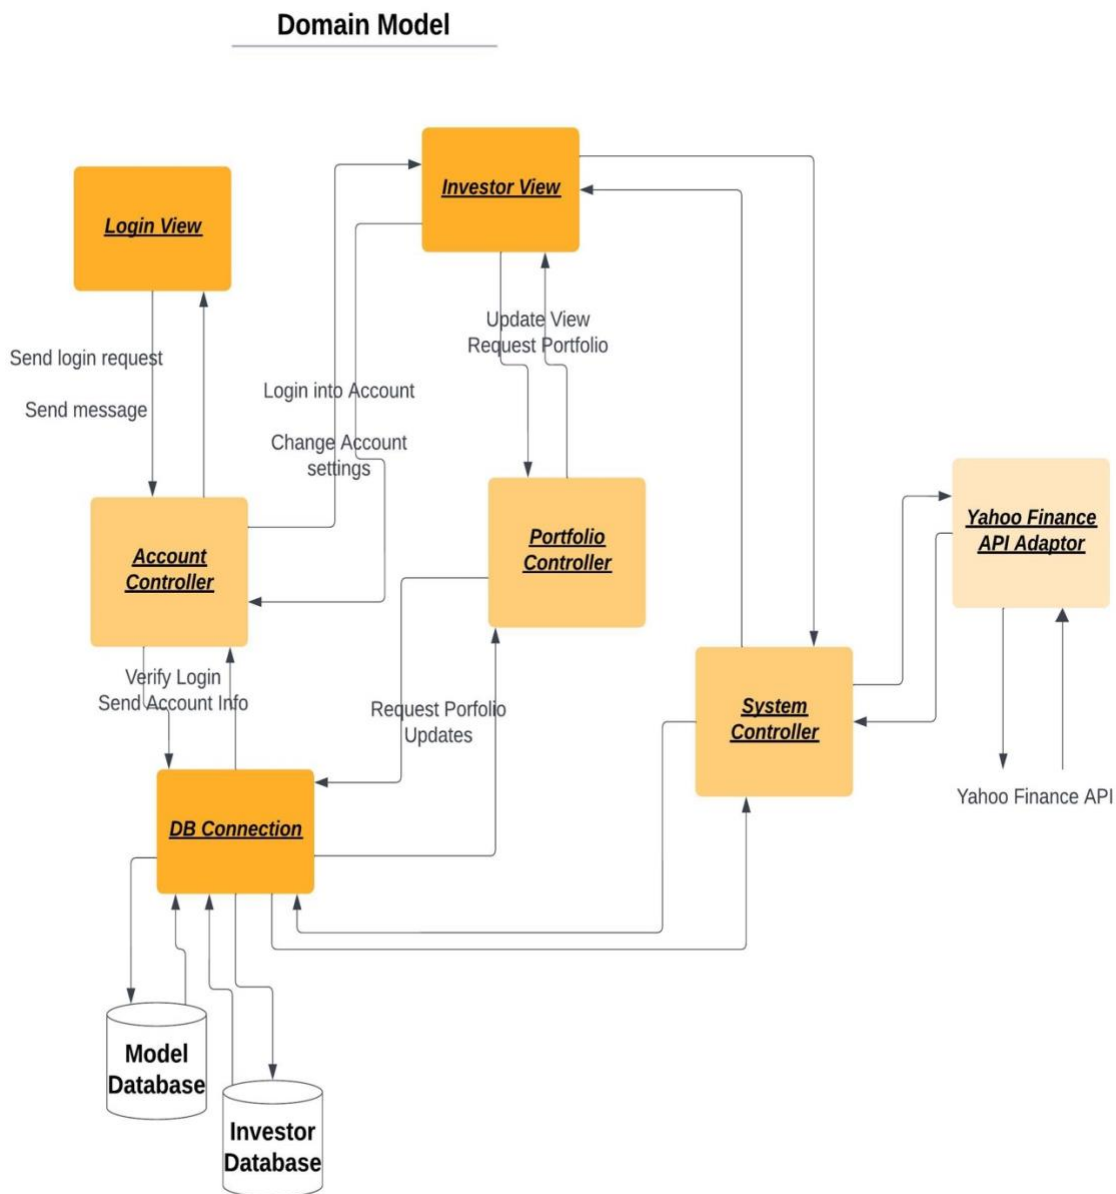 Domain Model
Investor View
Login View
Update View
Request Portfolio
Send login request
Send message
Login into Account
Change Account
settings
Account
Controller
Portfolio
Controller
Yahoo Finance
API Adaptor
Verify Login
Send Account Info
Request Porfolio
Updates
System
Controller
Yahoo Finance API
DB Connection
Model
Database
Investor
Database